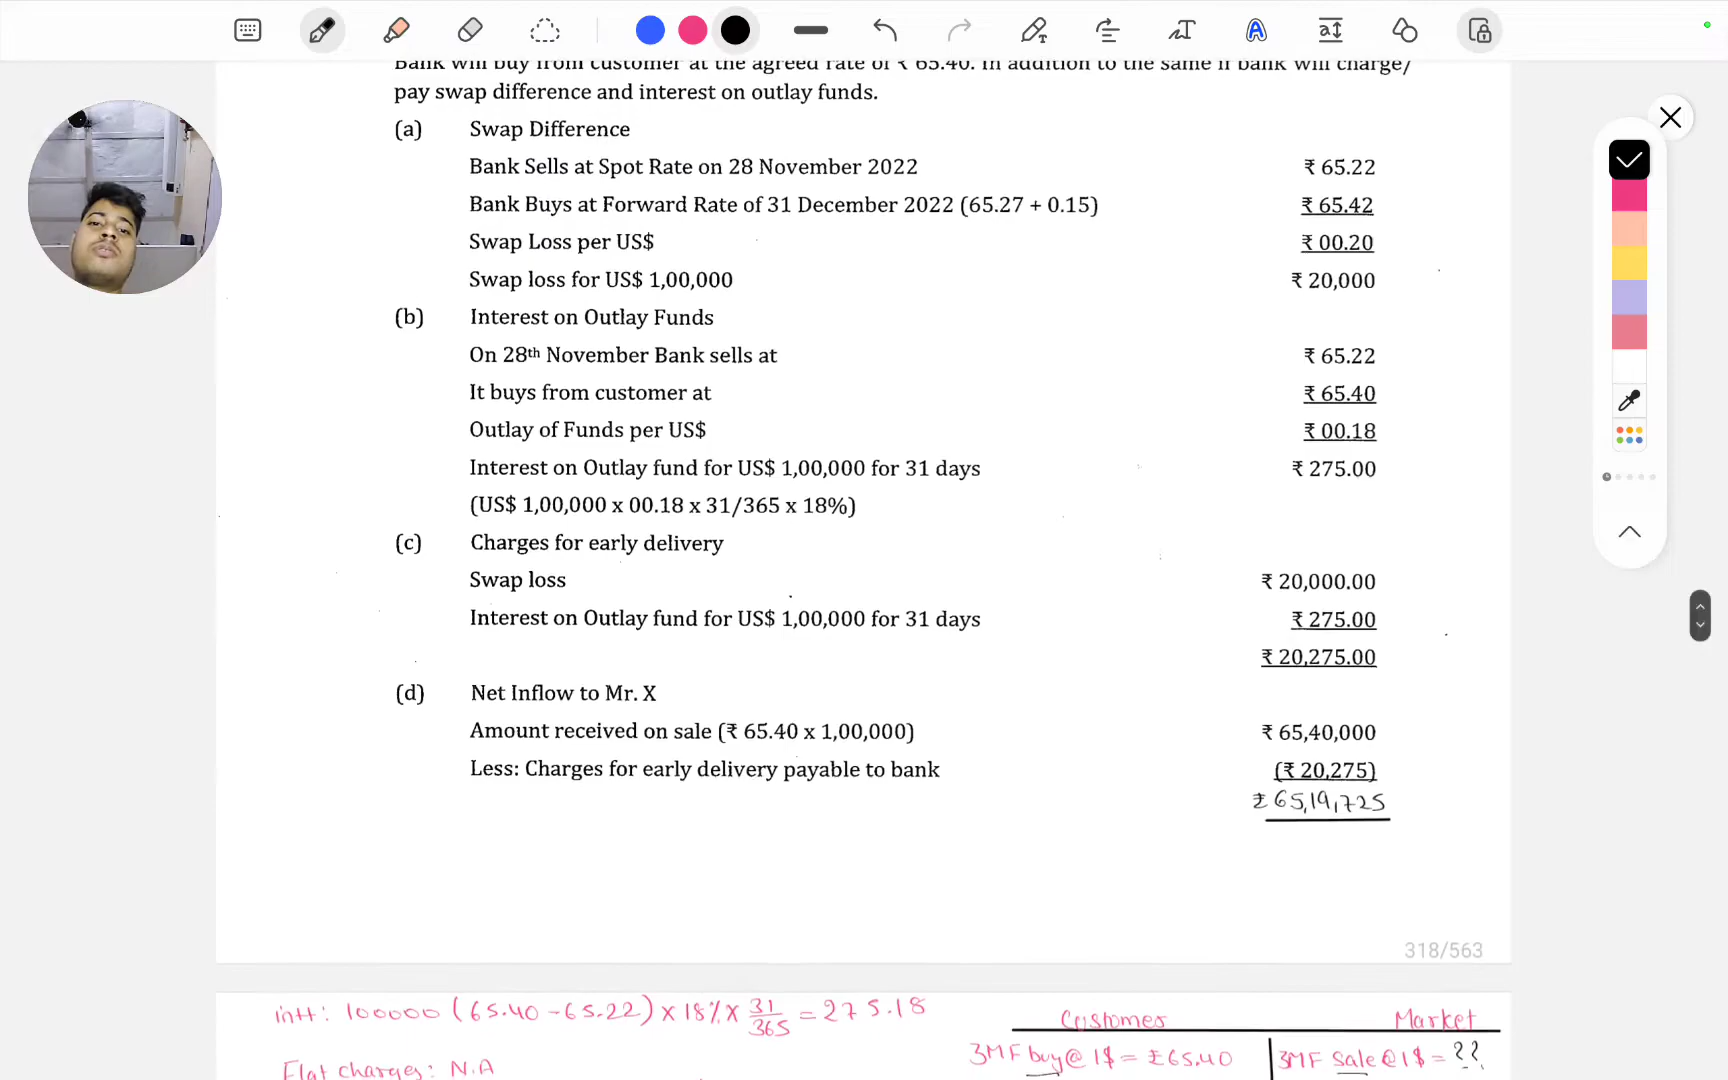 Bank will buy from customer at the agreed rate of ₹ 65.40. In addition to the same if bank will charge/
pay swap difference and interest on outlay funds.
(a) Swap Difference
Bank Sells at Spot Rate on 28 November 2022 ₹ 65.22
Bank Buys at Forward Rate of 31 December 2022 (65.27 + 0.15) ₹ 65.42
Swap Loss per US$ ₹ 00.20
Swap loss for US$ 1,00,000 ₹ 20,000
(b) Interest on Outlay Funds
On 28th November Bank sells at ₹ 65.22
It buys from customer at ₹ 65.40
Outlay of Funds per US$ ₹ 00.18
Interest on Outlay fund for US$ 1,00,000 for 31 days ₹ 275.00
(US$ 1,00,000 x 00.18 x 31/365 x 18%)
(c) Charges for early delivery
Swap loss ₹ 20,000.00
Interest on Outlay fund for US$ 1,00,000 for 31 days ₹ 275.00
₹ 20,275.00
(d) Net Inflow to Mr. X
Amount received on sale (₹ 65.40 x 1,00,000) ₹ 65,40,000
Less: Charges for early delivery payable to bank (₹ 20,275)
₹ 65,19,725
318/563
intt: 100000 (65.40-65.22) x 18% x 31/365 = 275.18
Customer Market
3MF buy@ 1$ = ₹65.40 3MF Sale @1$ = ??
Flat charges: N.A